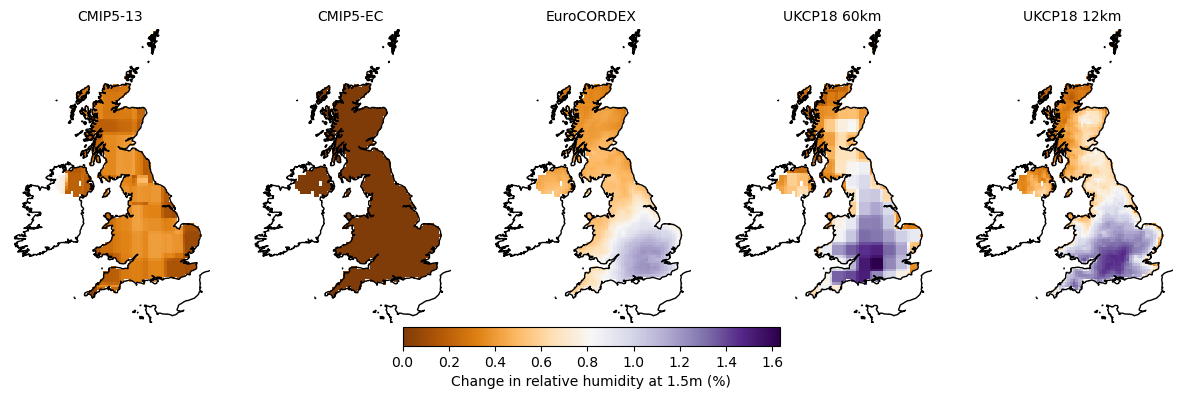 CMIP5-13 CMIP5-EC EuroCORDEX UKCP18 60km UKCP18 12km
0.0 0.2 0.4 0.6 0.8 1.0 1.2 1.4 1.6
Change in relative humidity at 1.5m (%)